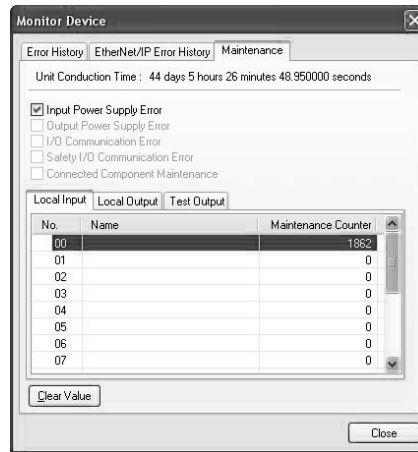 Monitor Device
Error History EtherNet/IP Error History Maintenance
Unit Conduction Time : 44 days 5 hours 26 minutes 48.950000 seconds
Input Power Supply Error
Output Power Supply Error
I/O Communication Error
Safety I/O Communication Error
Connected Component Maintenance
Local Input Local Output Test Output
No. Name Maintenance Counter
00 1862
01 0
02 0
03 0
04 0
05 0
06 0
07 0
Clear Value
Close